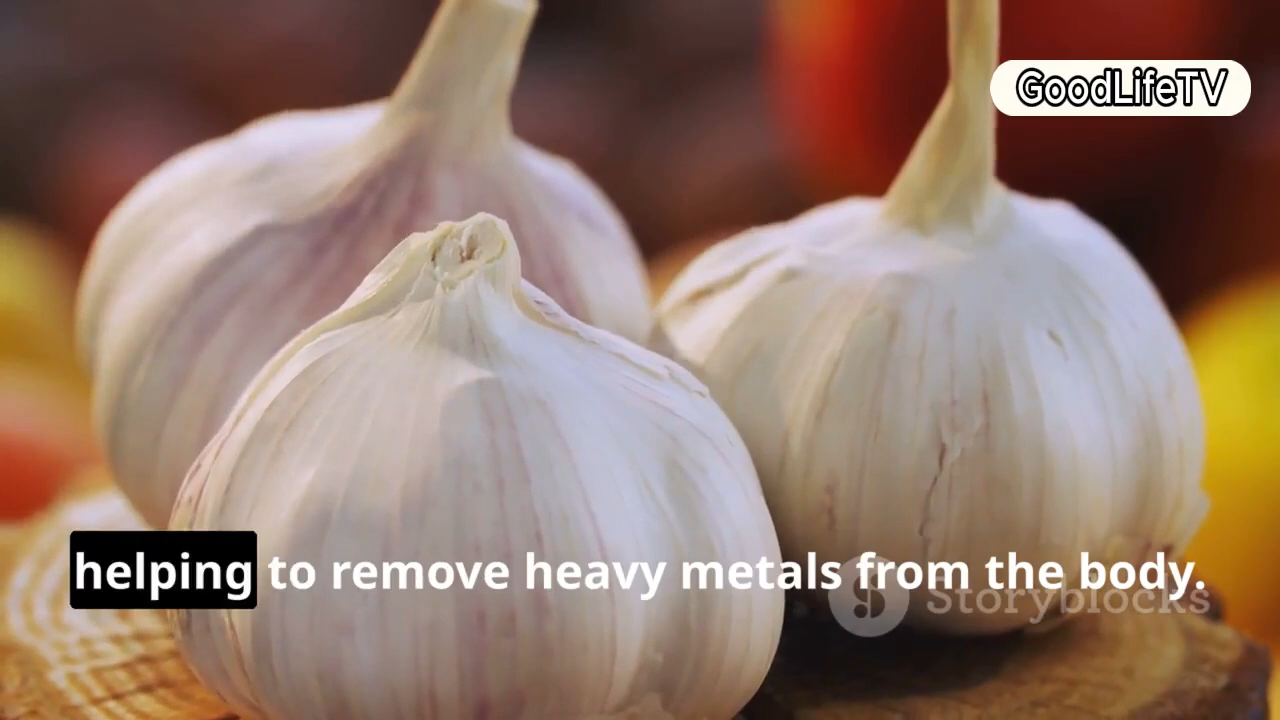 GoodLifeTV
helping to remove heavy metals from the body.
Storyblocks